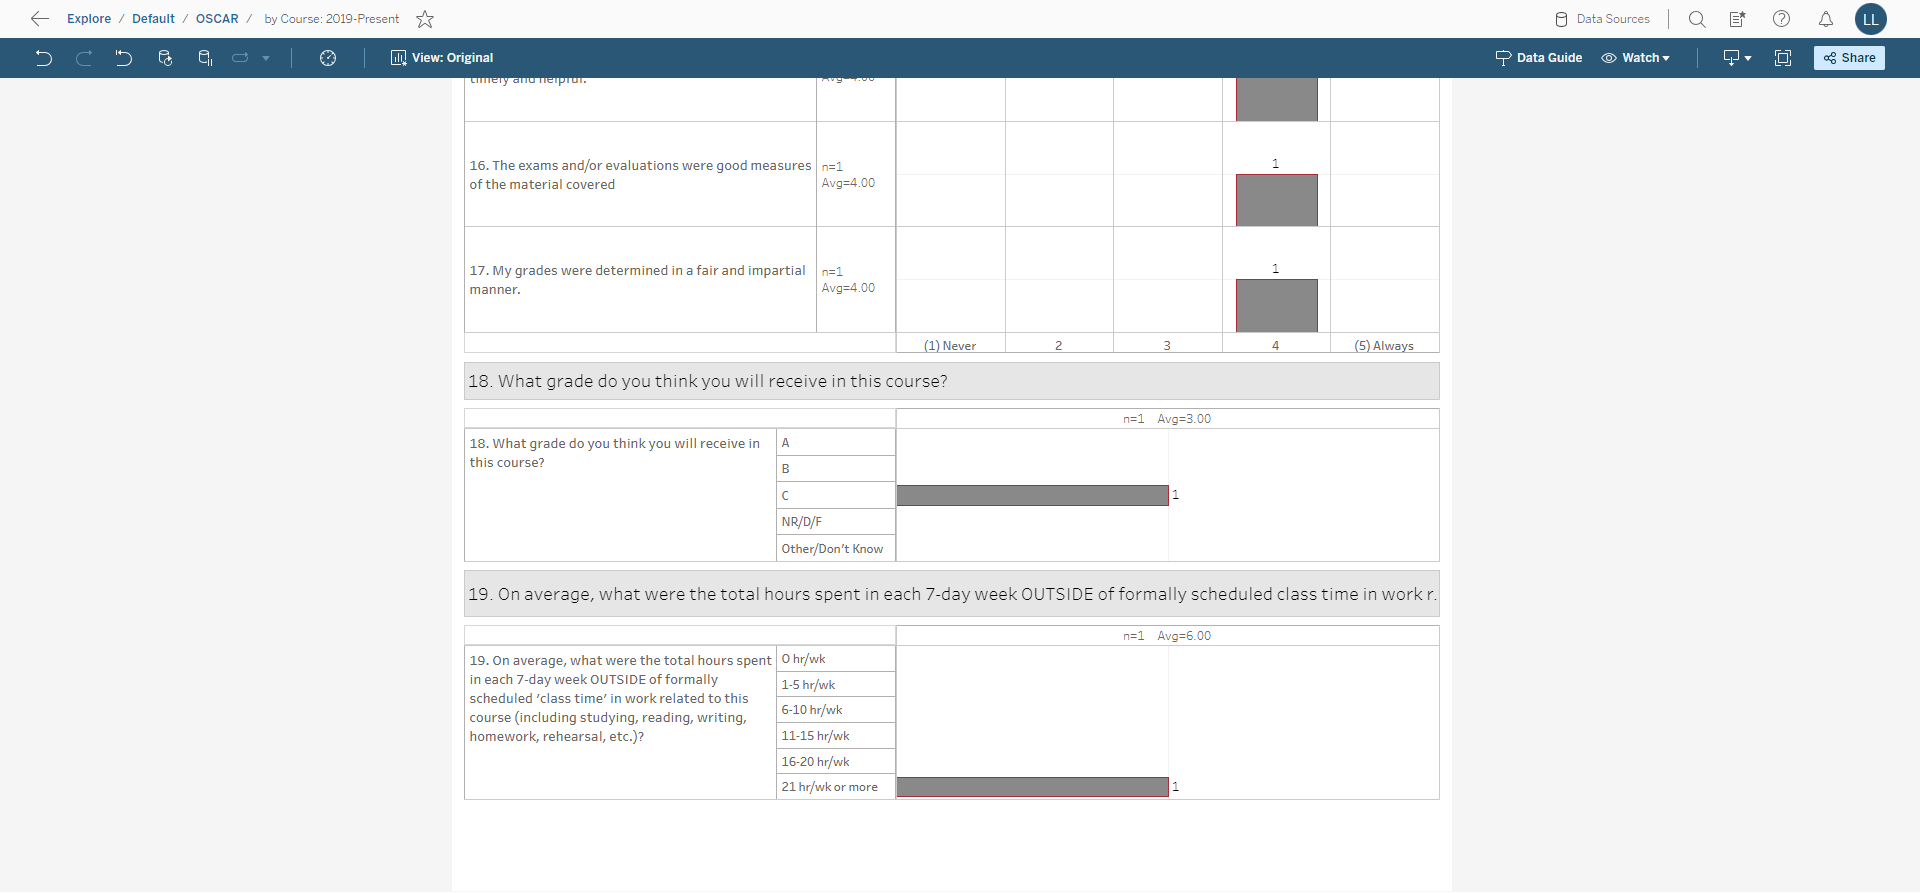 Explore / Default / OSCAR / by Course: 2019-Present
Data Sources
LL
View: Original
Data Guide
Watch
Share
timely and helpful.
Avg=4.00
16. The exams and/or evaluations were good measures
of the material covered
n=1
Avg=4.00
1
17. My grades were determined in a fair and impartial
manner.
n=1
Avg=4.00
1
(1) Never 2 3 4 (5) Always
18. What grade do you think you will receive in this course?
n=1 Avg=3.00
18. What grade do you think you will receive in
this course?
A
B
C 1
NR/D/F
Other/Don't Know
19. On average, what were the total hours spent in each 7-day week OUTSIDE of formally scheduled class time in work r.
n=1 Avg=6.00
19. On average, what were the total hours spent
in each 7-day week OUTSIDE of formally
scheduled ‘class time’ in work related to this
course (including studying, reading, writing,
homework, rehearsal, etc.)?
0 hr/wk
1-5 hr/wk
6-10 hr/wk
11-15 hr/wk
16-20 hr/wk
21 hr/wk or more 1